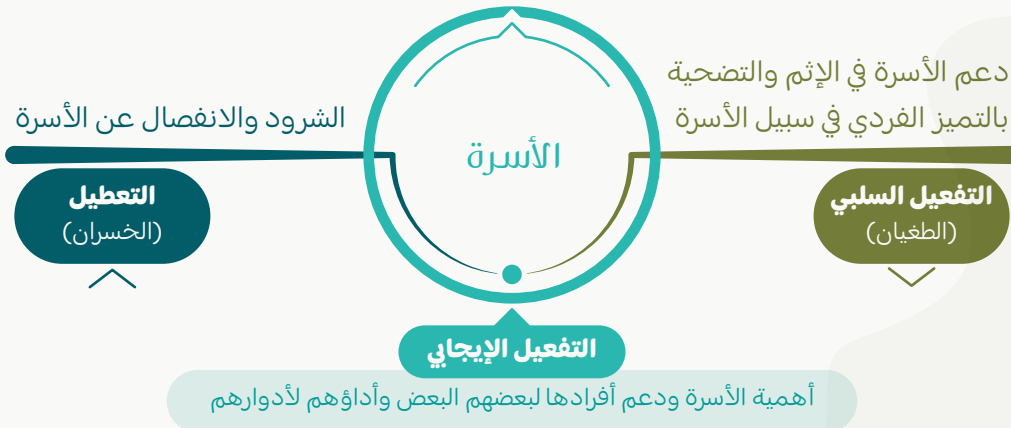 دعم الأسرة في الإثم والتضحية
بالتميز الفردي في سبيل الأسرة
التفعيل السلبي
(الطغيان)
الأسرة
الشرود والانفصال عن الأسرة
التعطيل
(الخسران)
التفعيل الإيجابي
أهمية الأسرة ودعم أفرادها لبعضهم البعض وأداؤهم لأدوارهم